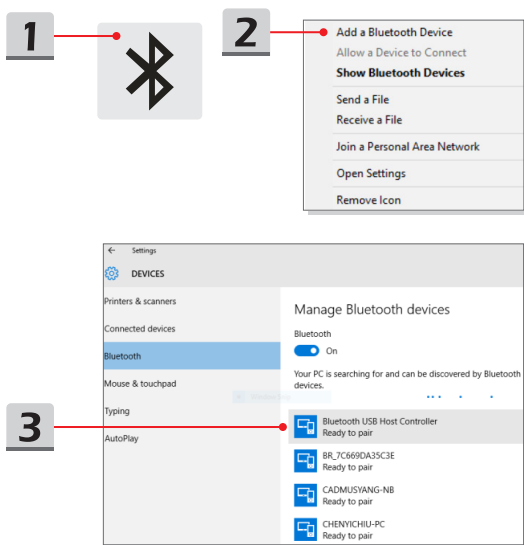 1
2
Add a Bluetooth Device
Allow a Device to Connect
Show Bluetooth Devices
Send a File
Receive a File
Join a Personal Area Network
Open Settings
Remove Icon
Settings
DEVICES
Printers & scanners
Connected devices
Bluetooth
Mouse & touchpad
Typing
AutoPlay
Manage Bluetooth devices
Bluetooth
On
Your PC is searching for and can be discovered by Bluetooth
devices.
3
Bluetooth USB Host Controller
Ready to pair
BR_7C669DA35C3E
Ready to pair
CADMUSYANG-NB
Ready to pair
CHENYICHIU-PC
Ready to pair